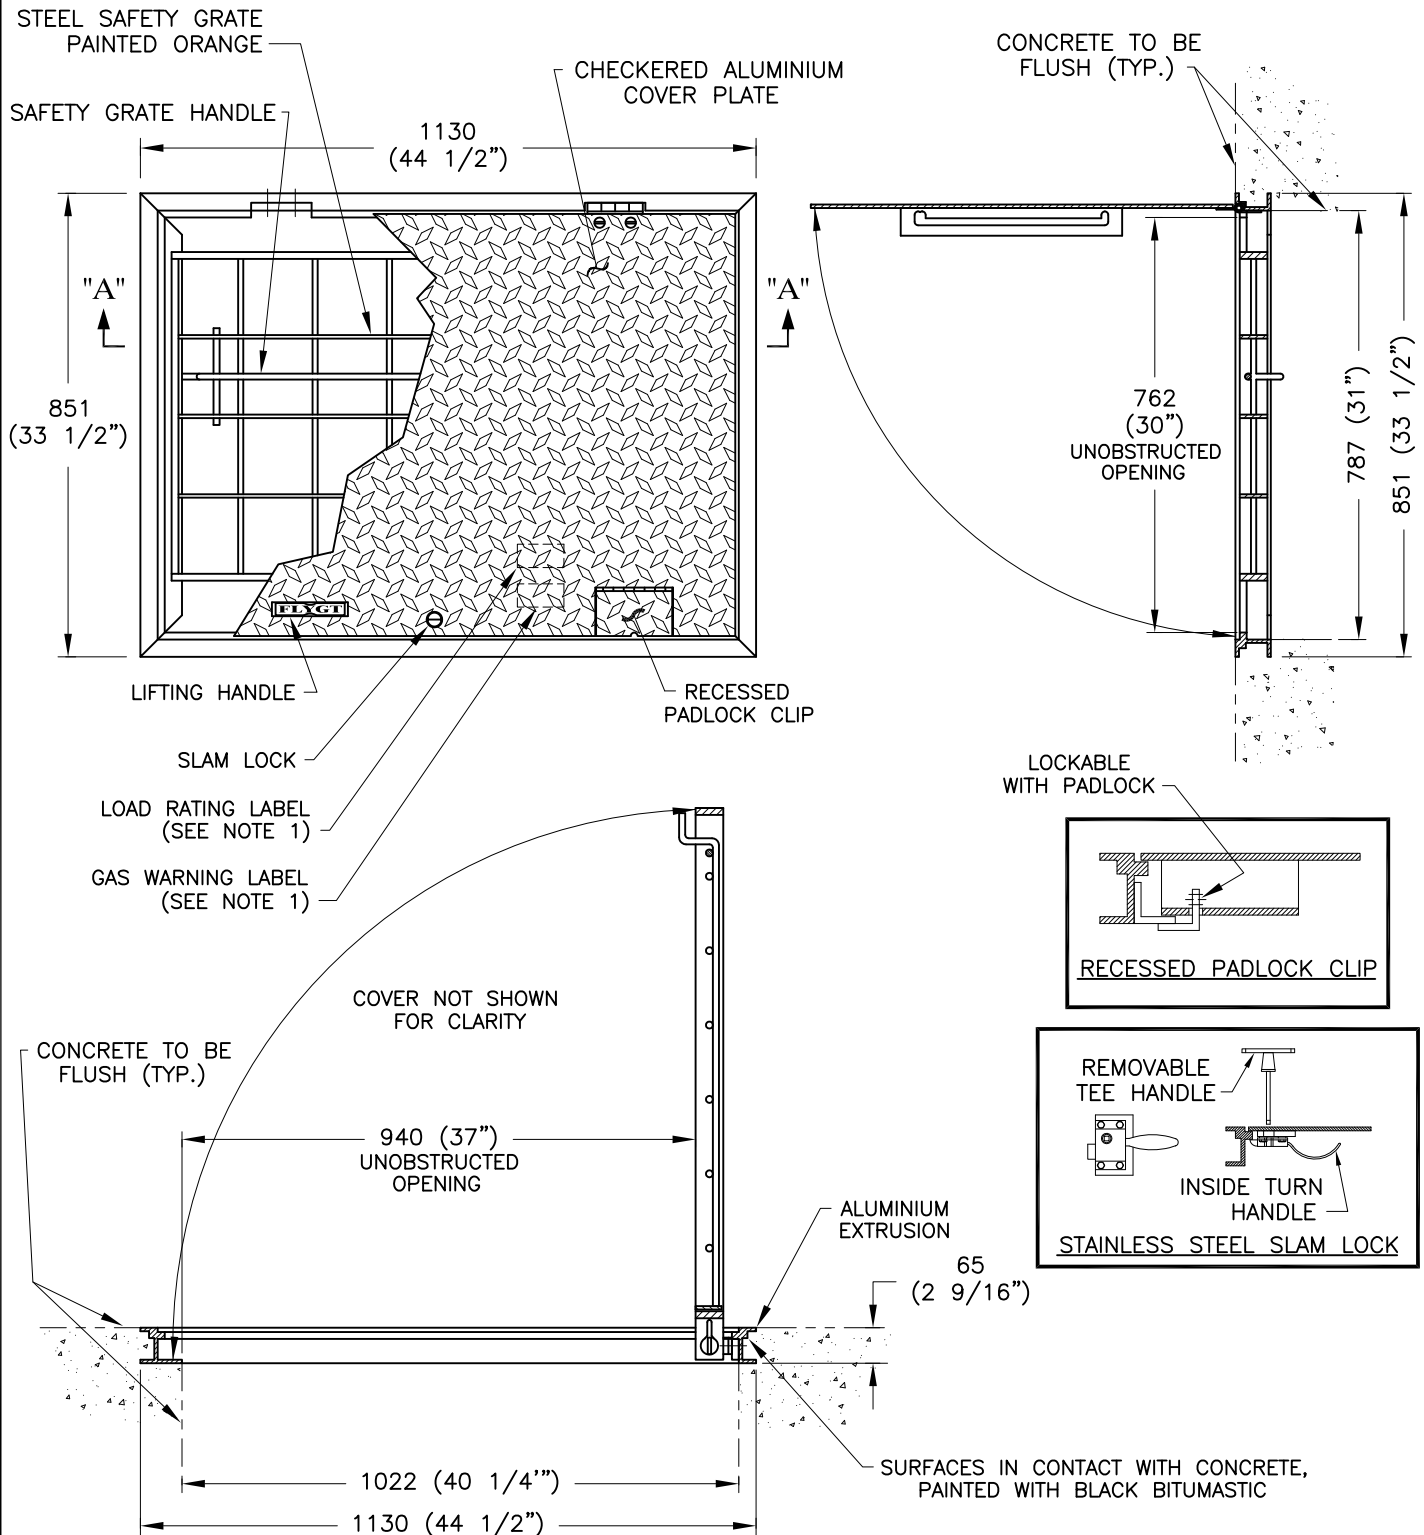 STEEL SAFETY GRATE
PAINTED ORANGE
SAFETY GRATE HANDLE
CHECKERED ALUMINIUM
COVER PLATE
CONCRETE TO BE
FLUSH (TYP.)
1130
(44 1/2")
"A"
"A"
851
(33 1/2")
762
(30")
UNOBSTRUCTED
OPENING
787 (31")
851 (33 1/2")
FLYGT
LIFTING HANDLE
RECESSED
PADLOCK CLIP
SLAM LOCK
LOAD RATING LABEL
(SEE NOTE 1)
GAS WARNING LABEL
(SEE NOTE 1)
LOCKABLE
WITH PADLOCK
RECESSED PADLOCK CLIP
COVER NOT SHOWN
FOR CLARITY
CONCRETE TO BE
FLUSH (TYP.)
REMOVABLE
TEE HANDLE
INSIDE TURN
HANDLE
STAINLESS STEEL SLAM LOCK
940 (37")
UNOBSTRUCTED
OPENING
ALUMINIUM
EXTRUSION
65
(2 9/16")
1022 (40 1/4'")
1130 (44 1/2")
SURFACES IN CONTACT WITH CONCRETE,
PAINTED WITH BLACK BITUMASTIC